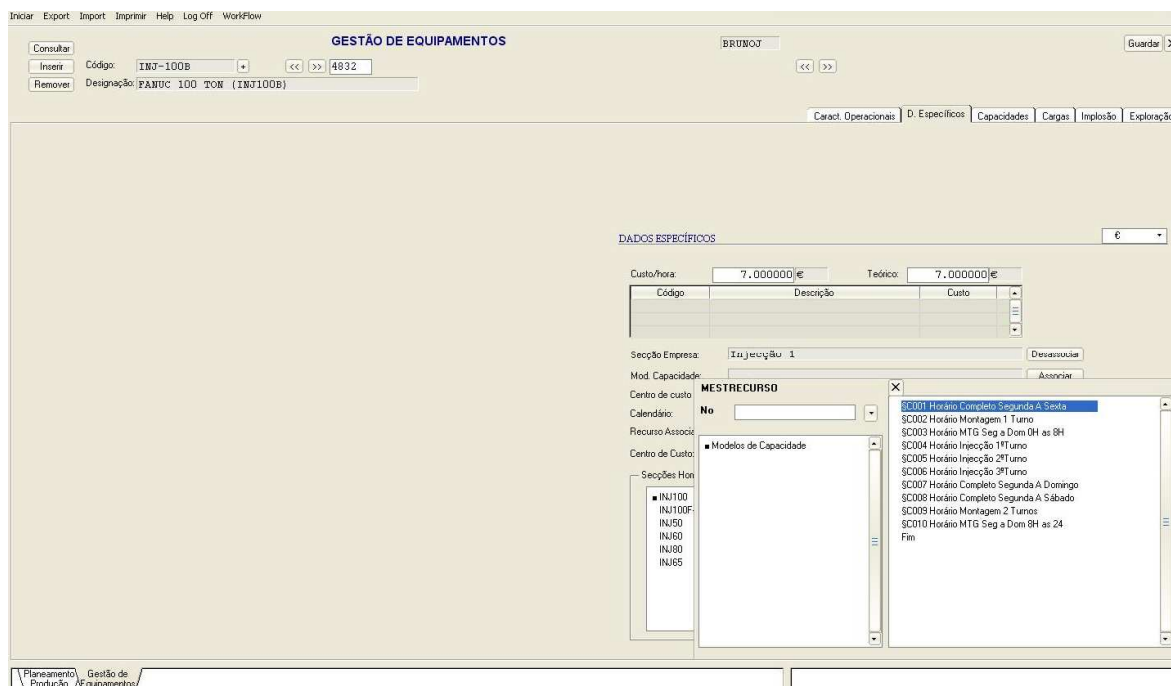 Iniciar Export Import Imprimir Help Log Off WorkFlow
Consultar
GESTÃO DE EQUIPAMENTOS
BRUNOJ
Guardar
Inserir Código: INJ-100B + << >> 4832 << >>
Remover Designação: FANUC 100 TON (INJ100B)
Caract. Operacionais D. Específicos Capacidades Cargas Implosão Exploração
DADOS ESPECÍFICOS €
Custo/hora: 7.000000 € Teórico: 7.000000 €
Código Descrição Custo
Secção Empresa: Injecção 1 Desassociar
Mod. Capacidade: Associar
Centro de custo
Calendário:
Recurso Associa
Centro de Custo:
Secções Hom
INJ100
INJ100F-
INJ50
INJ60
INJ80
INJ65
MESTRECURSO X
No
Modelos de Capacidade
§C001 Horário Completo Segunda A Sexta
§C002 Horário Montagem 1 Turno
§C003 Horário MTG Seg a Dom 0H as 8H
§C004 Horário Injecção 1ºTurno
§C005 Horário Injecção 2ºTurno
§C006 Horário Injecção 3ºTurno
§C007 Horário Completo Segunda A Domingo
§C008 Horário Completo Segunda A Sábado
§C009 Horário Montagem 2 Turnos
§C010 Horário MTG Seg a Dom 8H as 24
Fim
Planeamento Gestão de
Produção Equipamentos